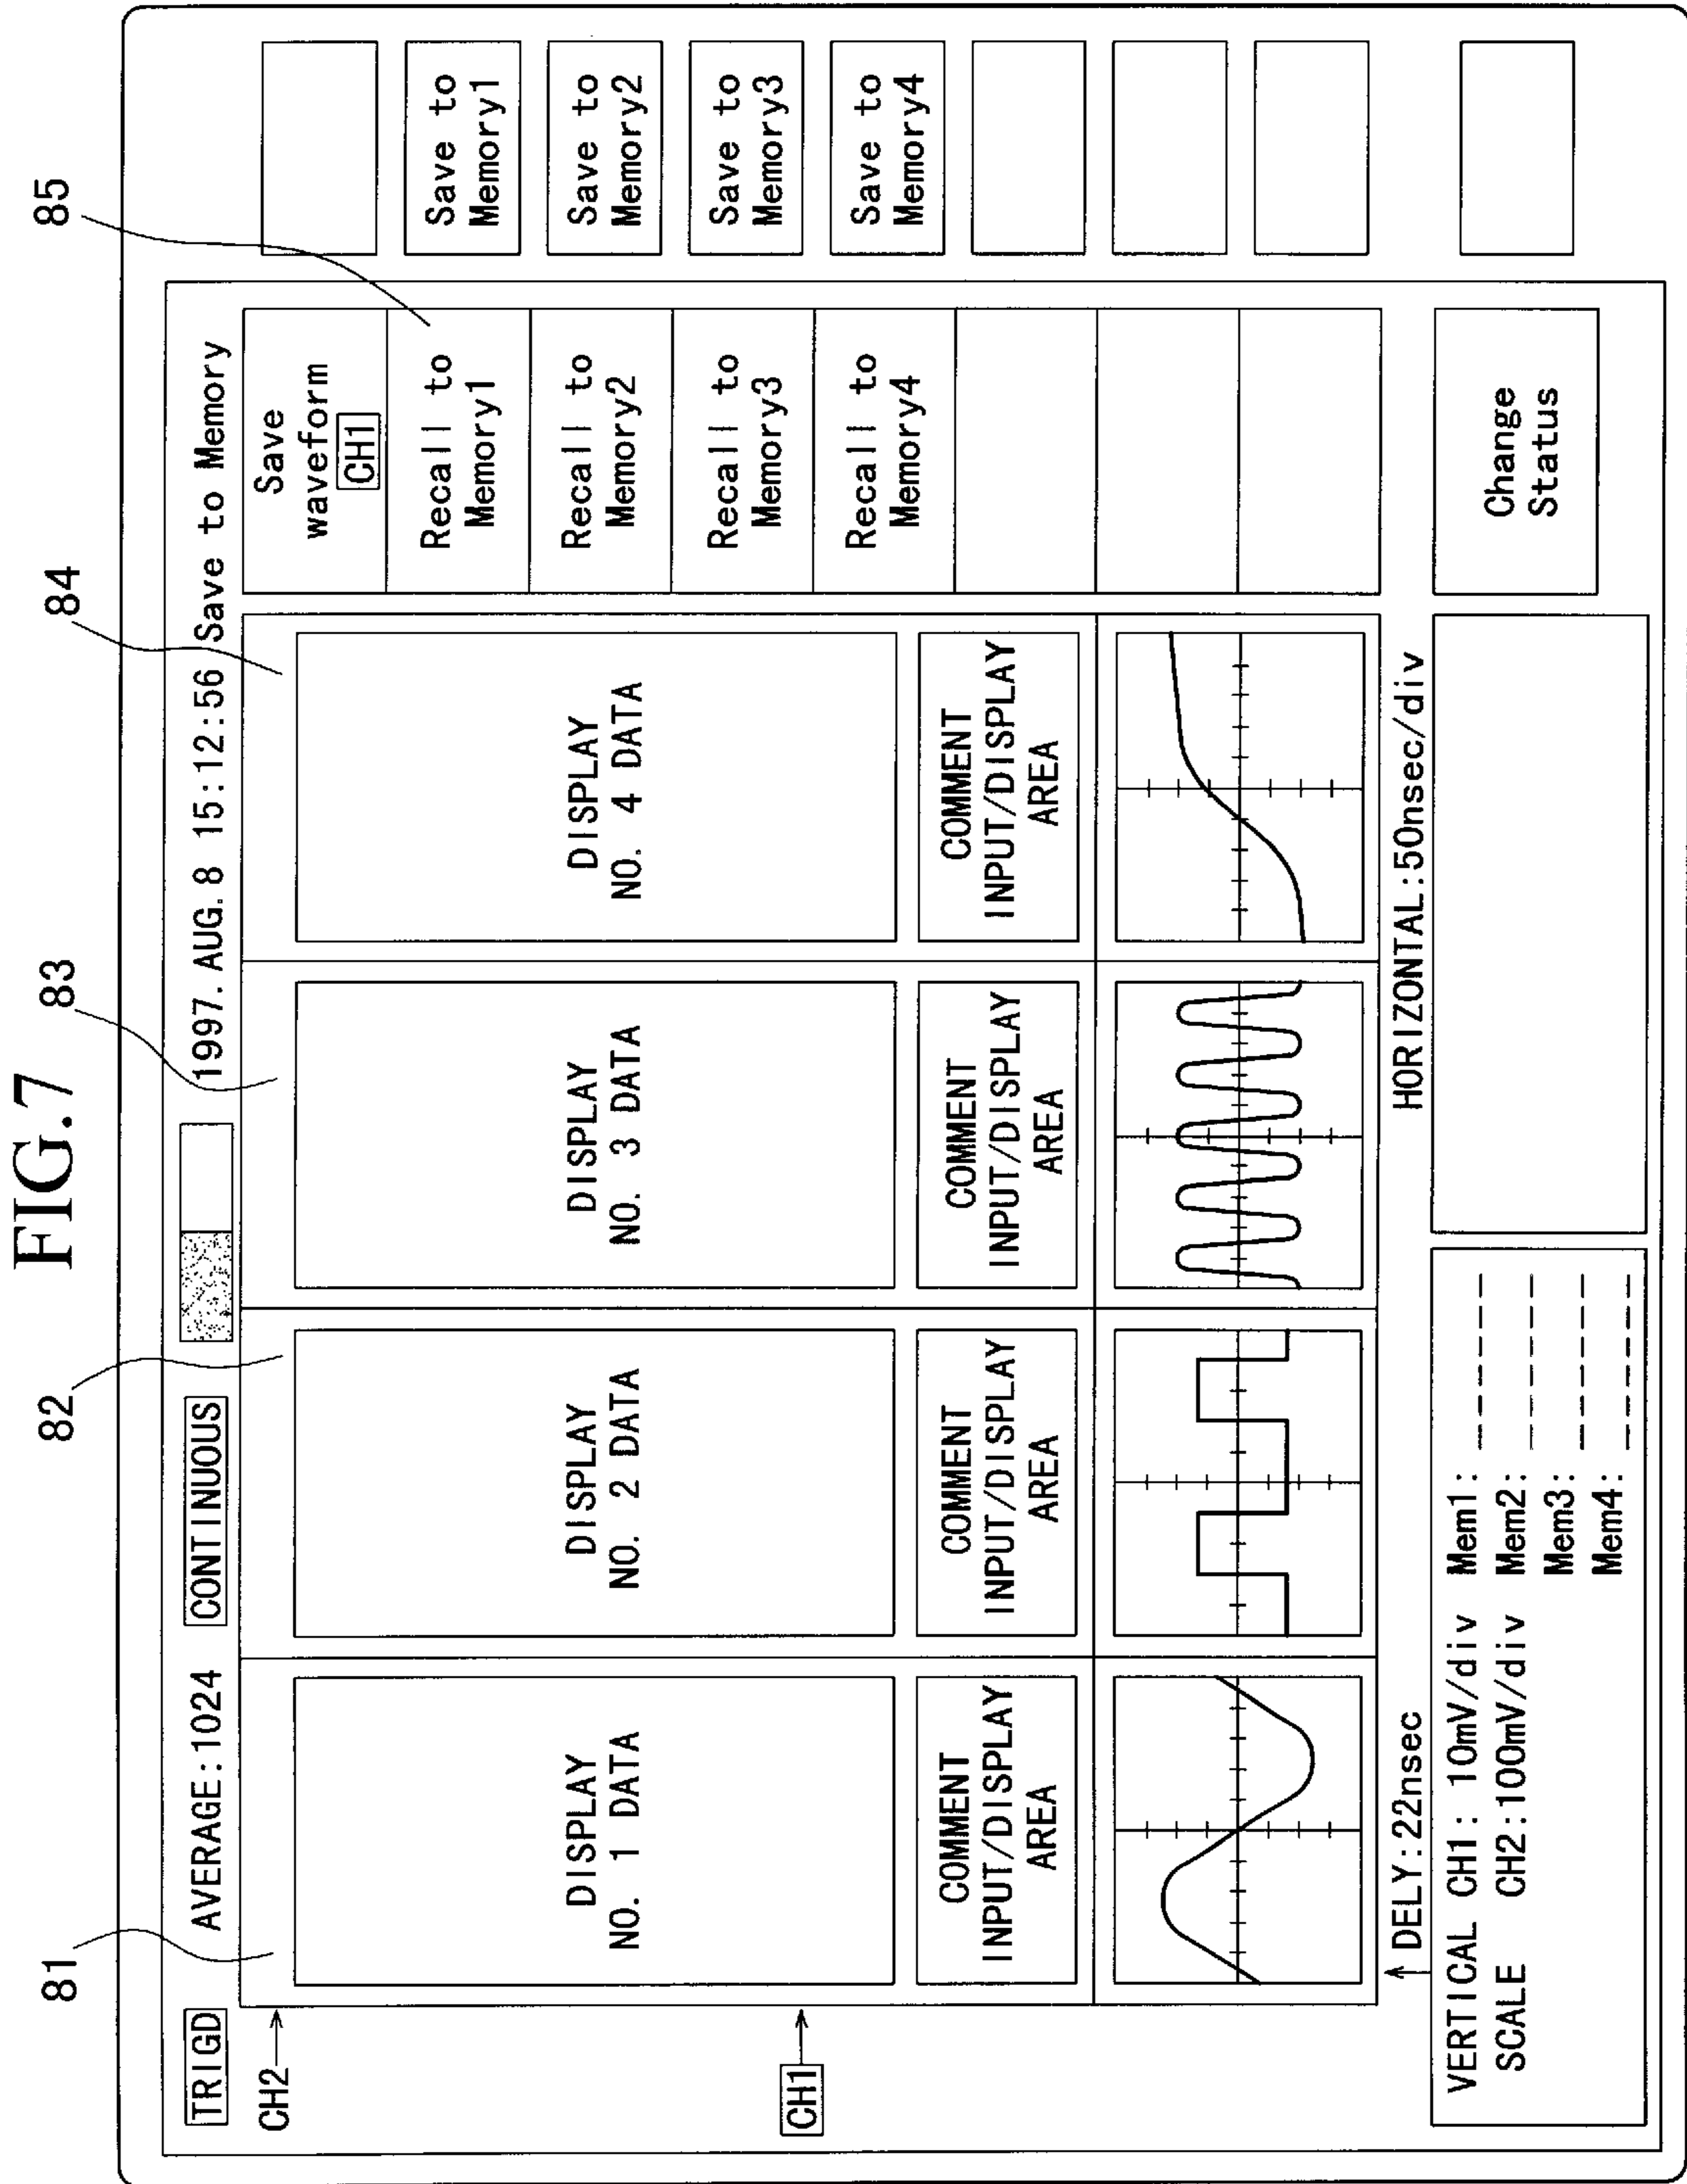 FIG.7
81
82
83
84
85
TRIGD AVERAGE:1024 CONTINUOUS 1997. AUG. 8 15:12:56 Save to Memory
CH2
CH1
DISPLAY
NO. 1 DATA
DISPLAY
NO. 2 DATA
DISPLAY
NO. 3 DATA
DISPLAY
NO. 4 DATA
COMMENT
INPUT/DISPLAY
AREA
COMMENT
INPUT/DISPLAY
AREA
COMMENT
INPUT/DISPLAY
AREA
COMMENT
INPUT/DISPLAY
AREA
Save
waveform
CH1
Recall to
Memory1
Recall to
Memory2
Recall to
Memory3
Recall to
Memory4
Save to
Memory1
Save to
Memory2
Save to
Memory3
Save to
Memory4
DELY:22nsec
HORIZONTAL:50nsec/div
VERTICAL CH1: 10mV/div Mem1: ------
SCALE CH2:100mV/div Mem2: ------
Mem3: ------
Mem4: ------
Change
Status